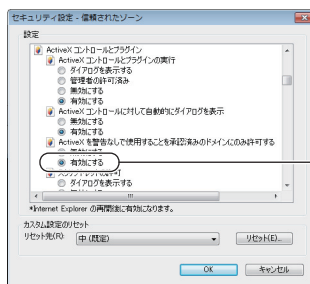 セキュリティ設定 - 信頼されたゾーン
設定
ActiveX コントロールとプラグイン
ActiveX コントロールとプラグインの実行
ダイアログを表示する
管理者の許可済み
無効にする
有効にする
ActiveX コントロールに対して自動的にダイアログを表示
無効にする
有効にする
ActiveX を警告なしで使用することを承認済みのドメインにのみ許可する
無効にする
有効にする
ダイアログを表示する
*Internet Explorer の再開後に有効になります。
カスタム設定のリセット
リセット先(R):
中 (既定)
リセット(E)...
OK
キャンセル